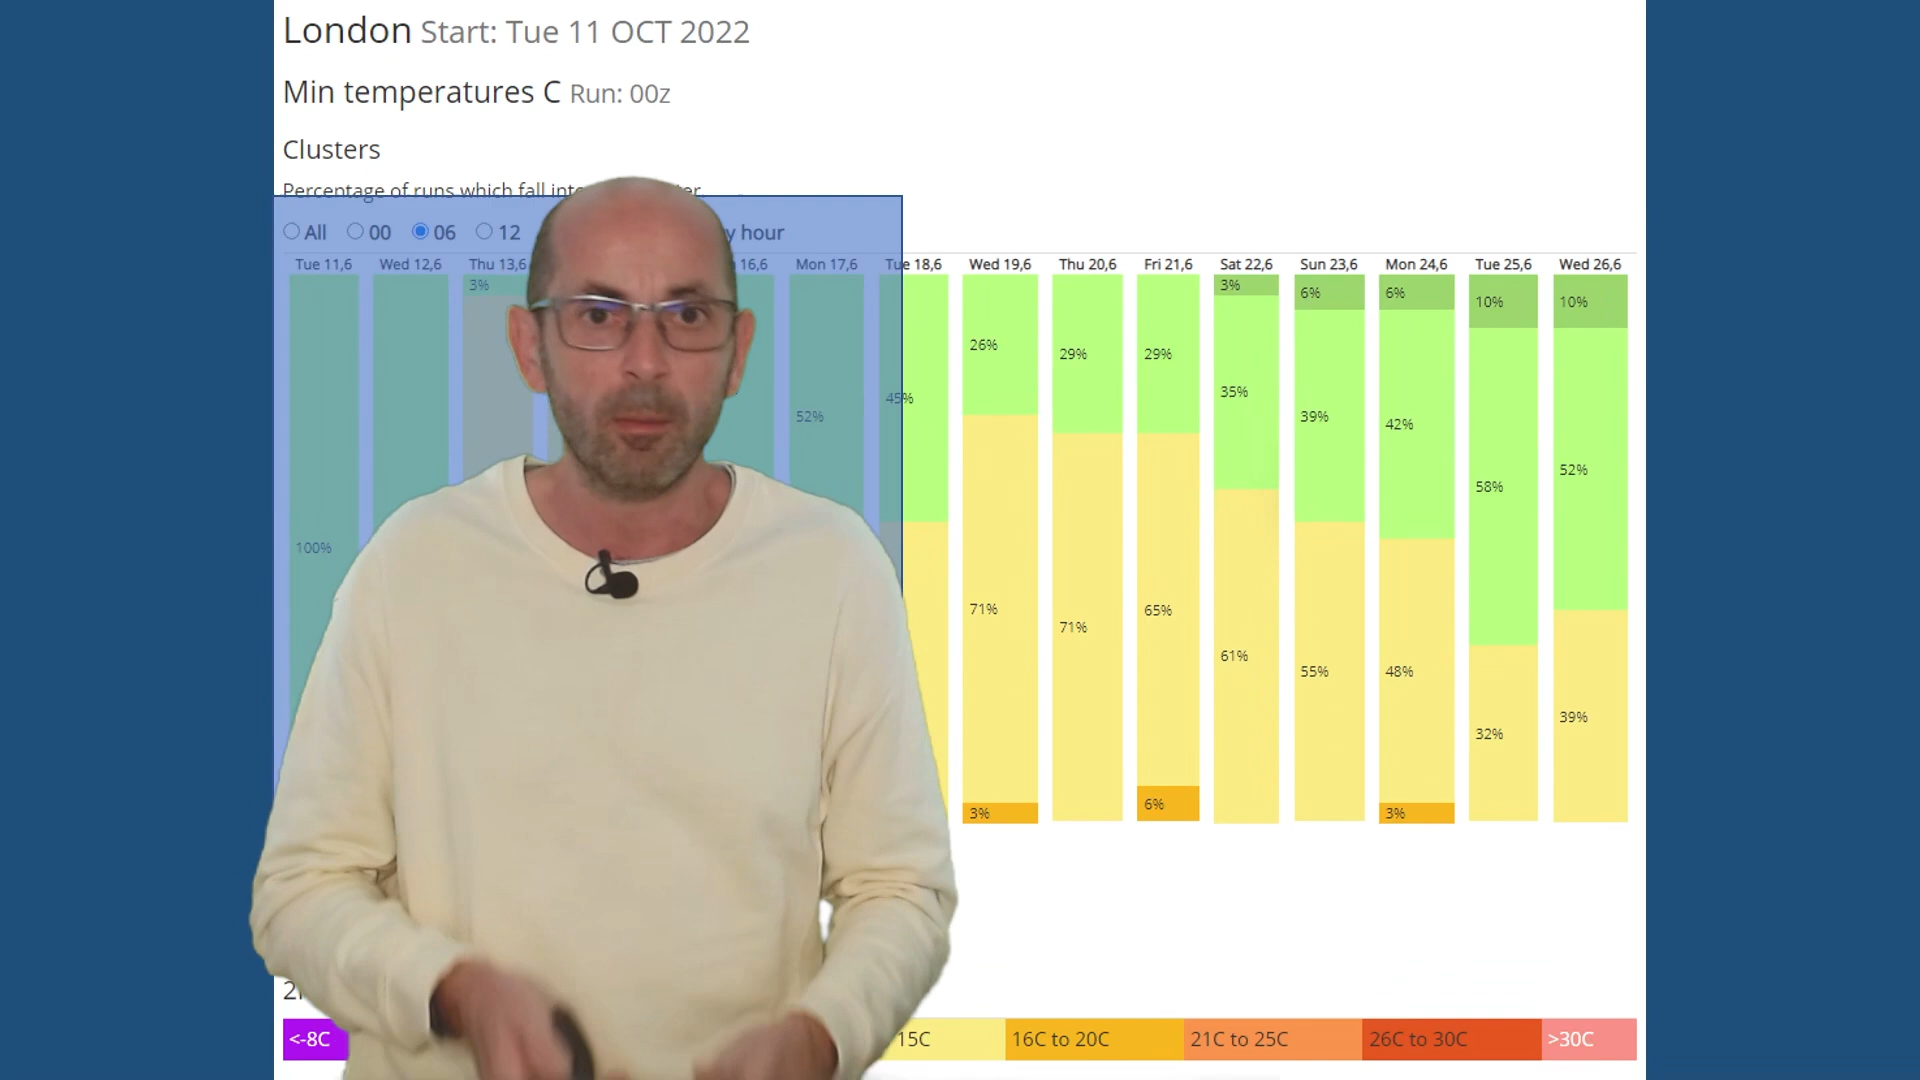 London Start: Tue 11 OCT 2022
Min temperatures C Run: 00z
Clusters
Percentage of runs which fall
All 00 06 12 hour
Tue 11,6 Wed 12,6 Thu 13,6 16,6 Mon 17,6 Tue 18,6 Wed 19,6 Thu 20,6 Fri 21,6 Sat 22,6 Sun 23,6 Mon 24,6 Tue 25,6 Wed 26,6
3% 3% 6% 6% 10% 10%
26% 29% 29% 35% 39% 42% 58% 52%
100% 52% 45%
71% 71% 65% 61% 55% 48% 32% 39%
3% 6% 3%
<-8C 15C 16C to 20C 21C to 25C 26C to 30C >30C